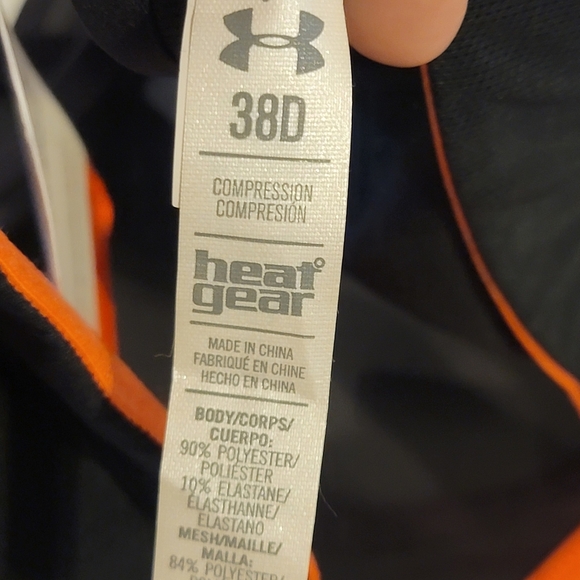 38D
COMPRESSION
COMPRESIÓN
heat
gear
MADE IN CHINA
FABRIQUÉ EN CHINE
HECHO EN CHINA
BODY/CORPS/
CUERPO:
90% POLYESTER/
POLIÉSTER
10% ELASTANE/
ÉLASTHANNE/
ELASTANO
MESH/MAILLE/
MALLA:
84% POLYESTER/